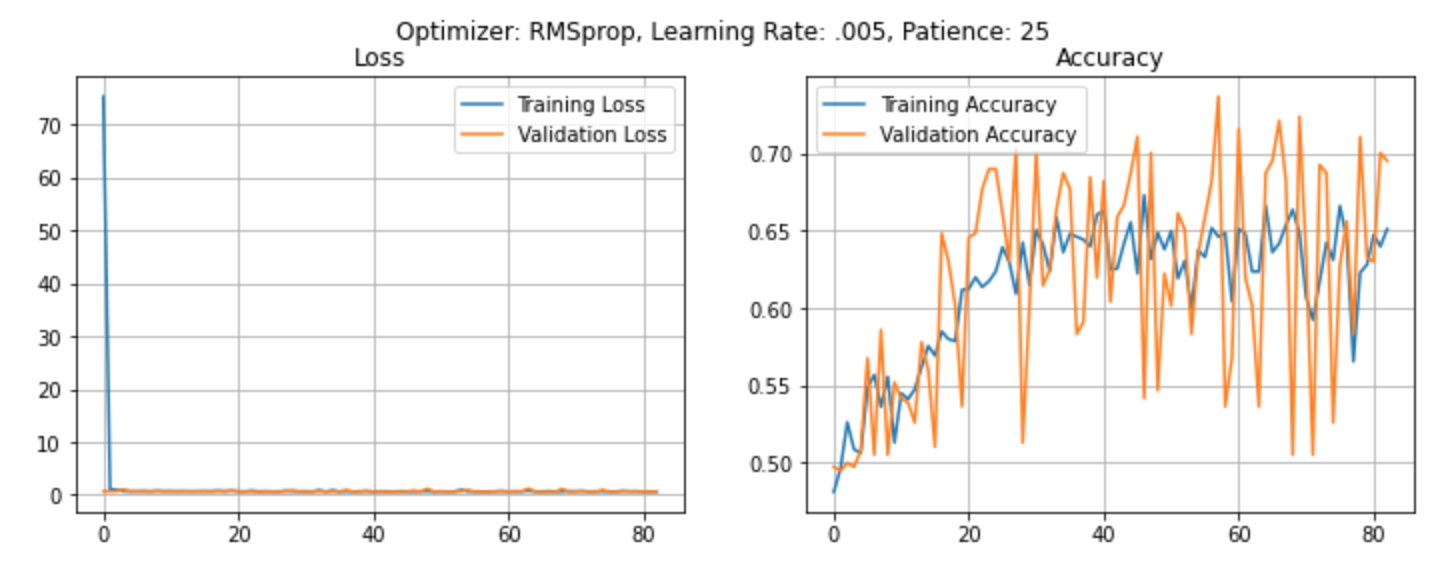 Optimizer: RMSprop, Learning Rate: .005, Patience: 25
Loss
Training Loss
Validation Loss
70
60
50
40
30
20
10
0
0 20 40 60 80
Accuracy
Training Accuracy
Validation Accuracy
0.70
0.65
0.60
0.55
0.50
0 20 40 60 80